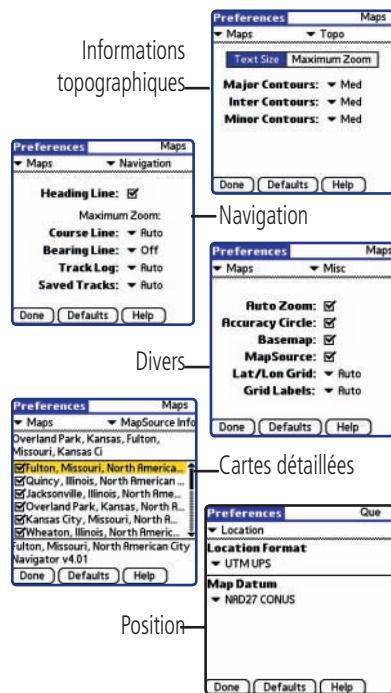 Informations
topographiques
Preferences Maps
Maps Topo
Text Size Maximum Zoom
Major Contours: Med
Inter Contours: Med
Minor Contours: Med
Done Defaults Help
Preferences Maps
Maps Navigation
Heading Line:
Maximum Zoom:
Course Line: Auto
Bearing Line: Off
Track Log: Auto
Saved Tracks: Auto
Done Defaults Help
Navigation
Preferences Maps
Maps Misc
Auto Zoom:
Accuracy Circle:
Basemap:
MapSource:
Lat/Lon Grid: Auto
Grid Labels: Auto
Done Defaults Help
Divers
Preferences Maps
Maps MapSource Info
Overland Park, Kansas, Fulton,
Missouri, Kansas Ci
Fulton, Missouri, North America...
Quincy, Illinois, North American ...
Jacksonville, Illinois, North Ame...
Overland Park, Kansas, North A...
Kansas City, Missouri, North A...
Wheaton, Illinois, North Americ...
Fulton, Missouri, North American City
Navigator v4.01
Done Defaults Help
Cartes détaillées
Preferences Que
Location
Location Format
UTM UPS
Map Datum
NAD27 CONUS
Done Defaults Help
Position